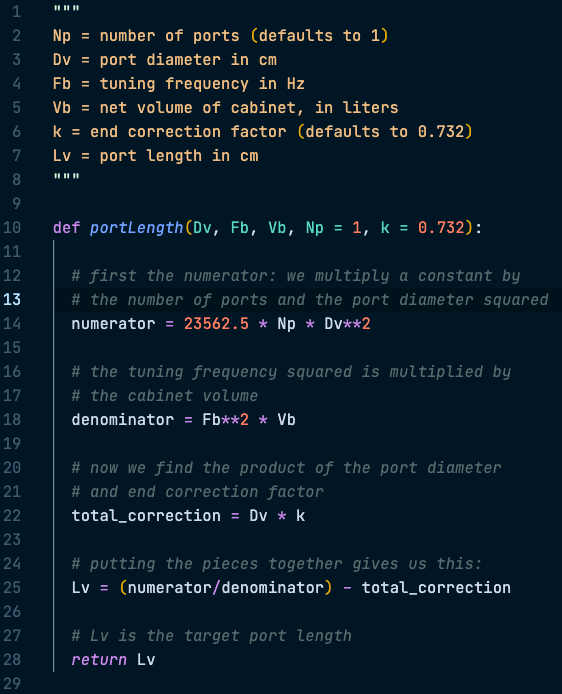 1 """
2 Np = number of ports (defaults to 1)
3 Dv = port diameter in cm
4 Fb = tuning frequency in Hz
5 Vb = net volume of cabinet, in liters
6 k = end correction factor (defaults to 0.732)
7 Lv = port length in cm
8 """
9
10 def portLength(Dv, Fb, Vb, Np = 1, k = 0.732):
11
12 # first the numerator: we multiply a constant by
13 # the number of ports and the port diameter squared
14 numerator = 23562.5 * Np * Dv**2
15
16 # the tuning frequency squared is multiplied by
17 # the cabinet volume
18 denominator = Fb**2 * Vb
19
20 # now we find the product of the port diameter
21 # and end correction factor
22 total_correction = Dv * k
23
24 # putting the pieces together gives us this:
25 Lv = (numerator/denominator) - total_correction
26
27 # Lv is the target port length
28 return Lv
29